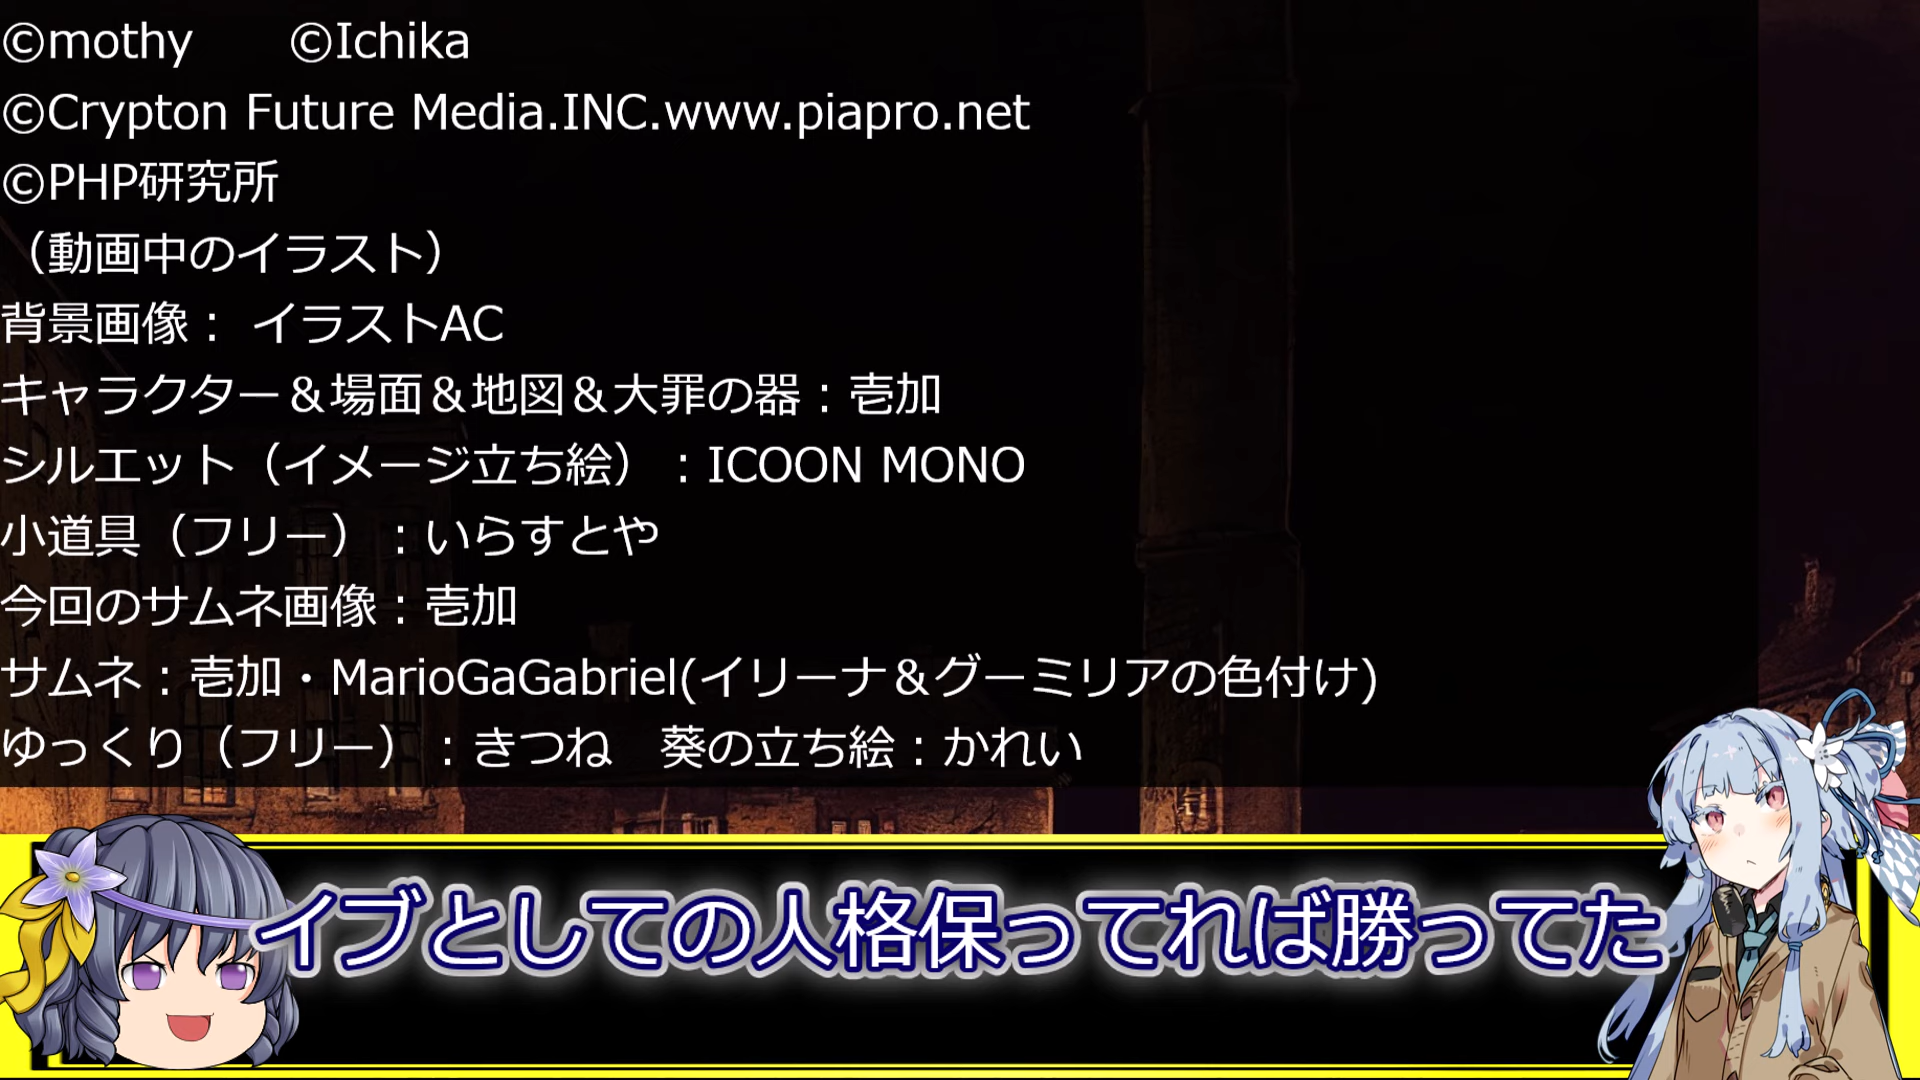 ©mothy　　©Ichika
©Crypton Future Media.INC.www.piapro.net
©PHP研究所
（動画中のイラスト）
背景画像： イラストAC
キャラクター＆場面＆地図＆大罪の器：壱加
シルエット（イメージ立ち絵）：ICOON MONO
小道具（フリー）：いらすとや
今回のサムネ画像：壱加
サムネ：壱加・MarioGaGabriel(イリーナ＆グーミリアの色付け)
ゆっくり（フリー）：きつね　葵の立ち絵：かれい
イブとしての人格保ってれば勝ってた